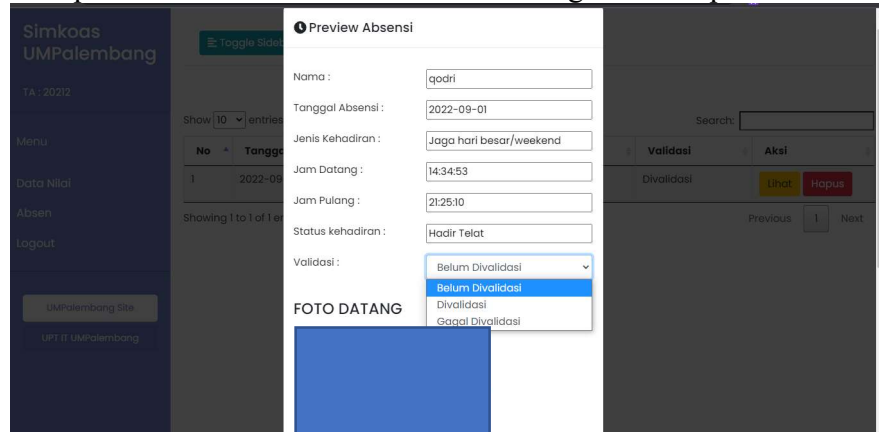 Preview Absensi
Simkoas
UMPalembang
TA : 20212
Menu
Data Nilai
Absen
Logout
UMPalembang Site
UPT IT UMPalembang
Toggle
Show 10 entries
Search:
No
Validasi
Aksi
1
2022-09
Divalidasi
Lihat
Hapus
Showing 1 to 1 of 1
Previous
1
Next
Nama :
qodri
Tanggal Absensi :
2022-09-01
Jenis Kehadiran :
Jaga hari besar/weekend
Jam Datang :
14:34:53
Jam Pulang :
21:25:10
Status kehadiran :
Hadir Telat
Validasi :
Belum Divalidasi
Belum Divalidasi
Divalidasi
Gagal Divalidasi
FOTO DATANG